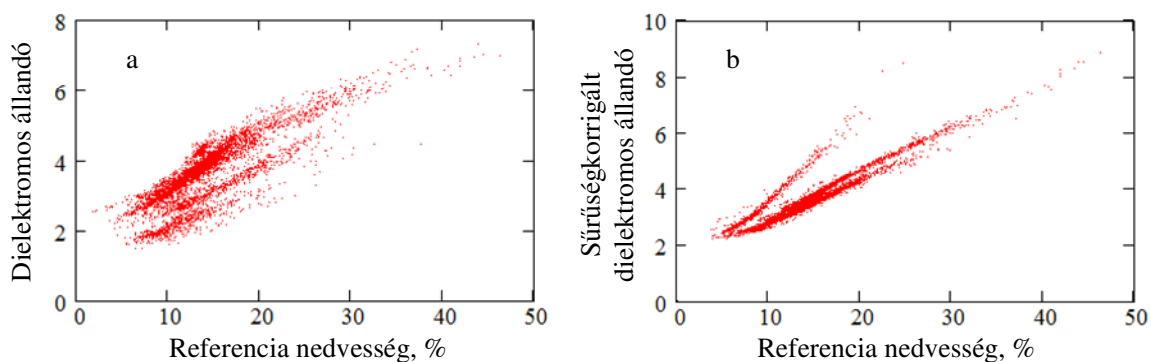 Dielektromos állandó
8
6
4
2
0
a
0 10 20 30 40 50
Referencia nedvesség, %
Sűrűségkorrigált
dielektromos állandó
10
8
6
4
2
0
b
0 10 20 30 40 50
Referencia nedvesség, %